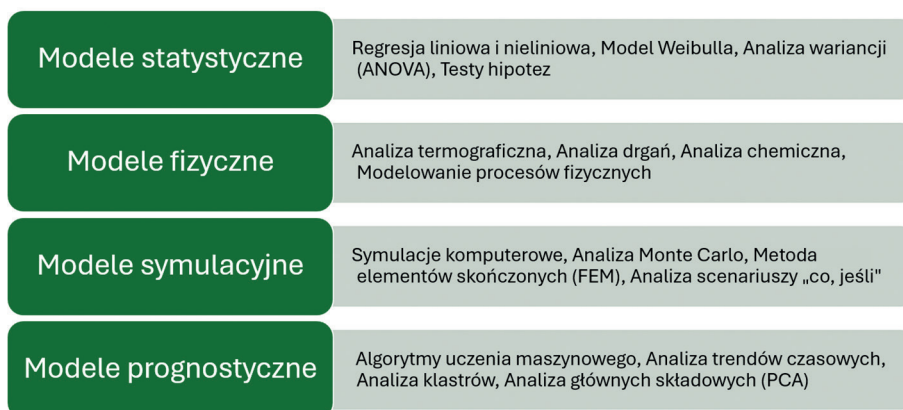 Modele statystyczne
Regresja liniowa i nieliniowa, Model Weibulla, Analiza wariancji
(ANOVA), Testy hipotez
Modele fizyczne
Analiza termograficzna, Analiza drgań, Analiza chemiczna,
Modelowanie procesów fizycznych
Modele symulacyjne
Symulacje komputerowe, Analiza Monte Carlo, Metoda
elementów skończonych (FEM), Analiza scenariuszy „co, jeśli"
Modele prognostyczne
Algorytmy uczenia maszynowego, Analiza trendów czasowych,
Analiza klastrów, Analiza głównych składowych (PCA)